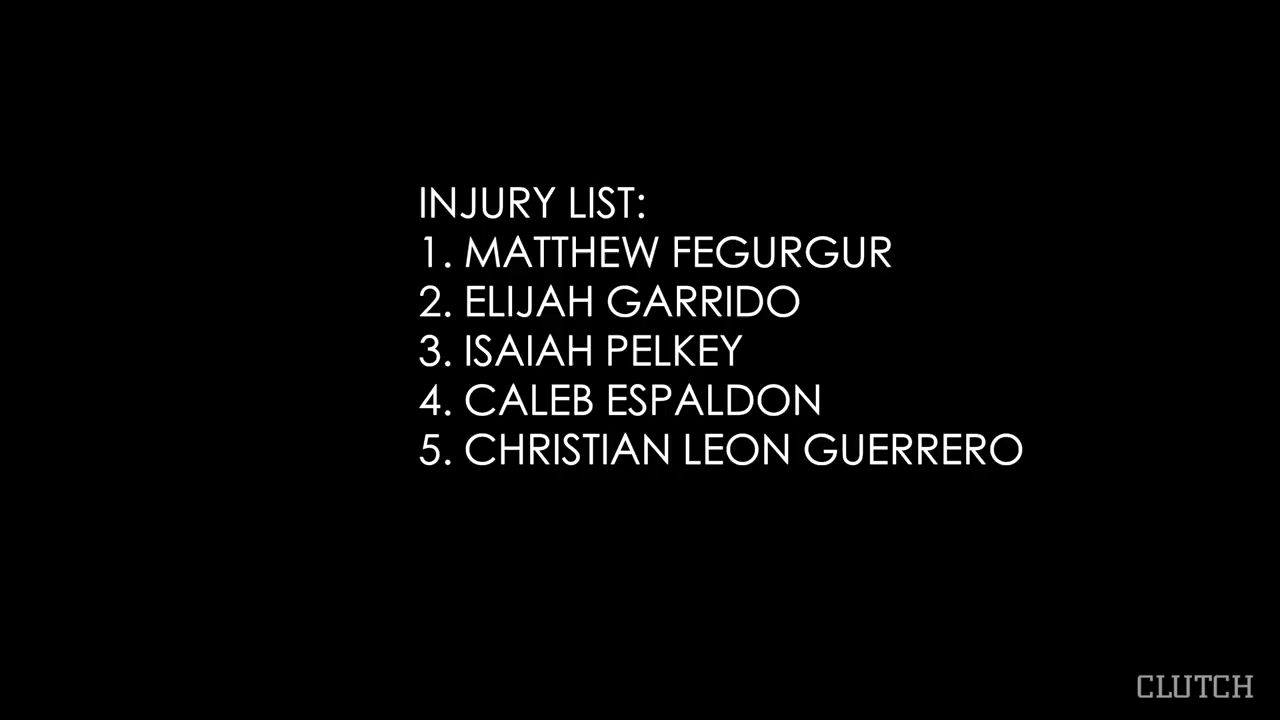 INJURY LIST:
1. MATTHEW FEGURGUR
2. ELIJAH GARRIDO
3. ISAIAH PELKEY
4. CALEB ESPALDON
5. CHRISTIAN LEON GUERRERO
CLUTCH